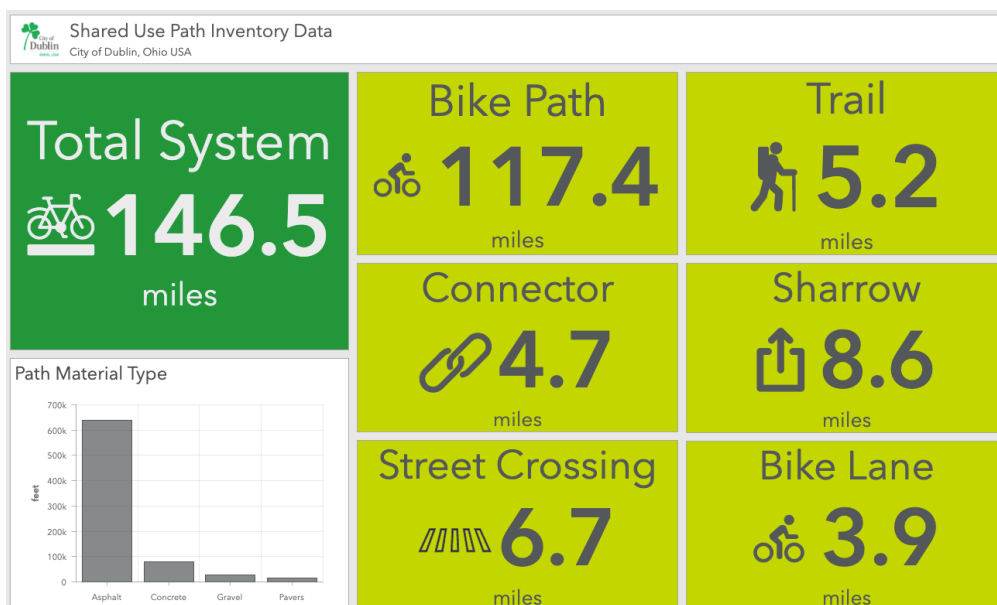 City of
Dublin
OHIO, USA
Shared Use Path Inventory Data
City of Dublin, Ohio USA
Total System
146.5
miles
Bike Path
117.4
miles
Trail
5.2
miles
Connector
4.7
miles
Sharrow
8.6
miles
Street Crossing
6.7
miles
Bike Lane
3.9
miles
Path Material Type
700k
600k
500k
400k
300k
200k
100k
0
feet
Asphalt Concrete Gravel Pavers